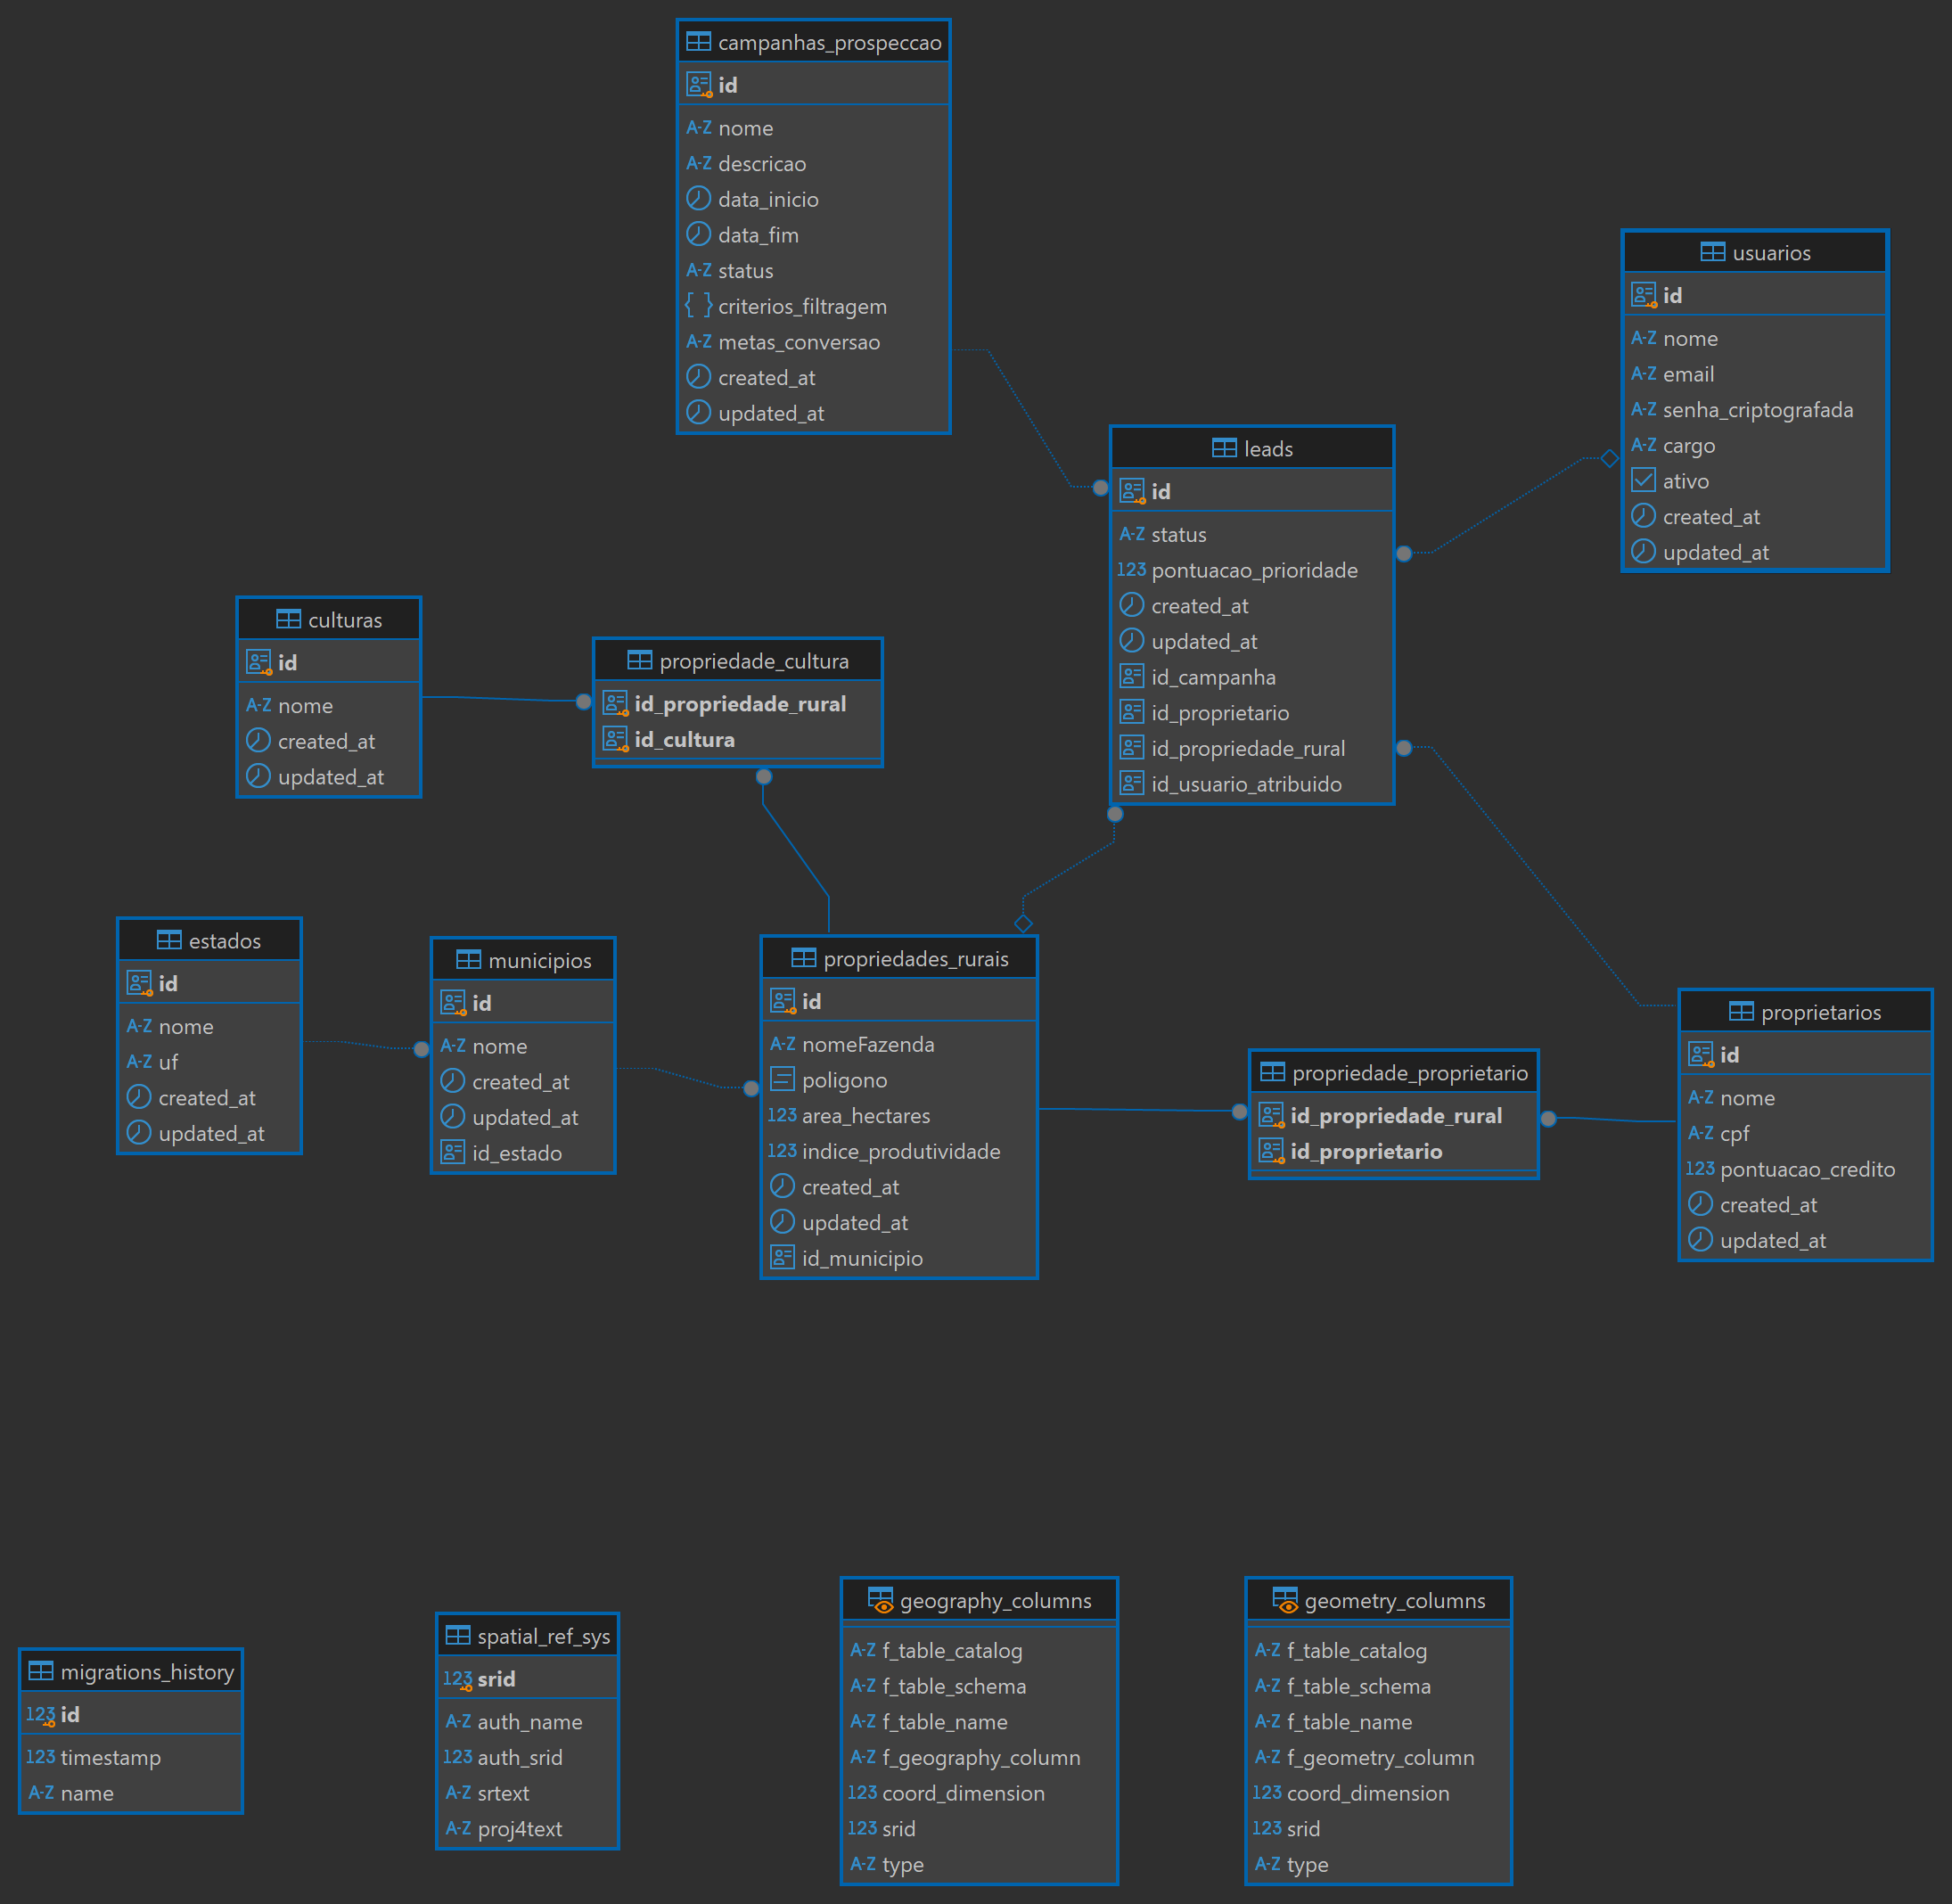 campanhas_prospeccao
id
A-Z nome
A-Z descricao
data_inicio
data_fim
A-Z status
{ } criterios_filtragem
A-Z metas_conversao
created_at
updated_at
usuarios
id
A-Z nome
A-Z email
A-Z senha_criptografada
A-Z cargo
ativo
created_at
updated_at
leads
id
A-Z status
123 pontuacao_prioridade
created_at
updated_at
id_campanha
id_proprietario
id_propriedade_rural
id_usuario_atribuido
culturas
id
A-Z nome
created_at
updated_at
propriedade_cultura
id_propriedade_rural
id_cultura
estados
id
A-Z nome
A-Z uf
created_at
updated_at
municipios
id
A-Z nome
created_at
updated_at
id_estado
propriedades_rurais
id
A-Z nomeFazenda
poligono
123 area_hectares
123 indice_produtividade
created_at
updated_at
id_municipio
propriedade_proprietario
id_propriedade_rural
id_proprietario
proprietarios
id
A-Z nome
A-Z cpf
123 pontuacao_credito
created_at
updated_at
migrations_history
123 id
123 timestamp
A-Z name
spatial_ref_sys
123 srid
A-Z auth_name
123 auth_srid
A-Z srtext
A-Z proj4text
geography_columns
A-Z f_table_catalog
A-Z f_table_schema
A-Z f_table_name
A-Z f_geography_column
123 coord_dimension
123 srid
A-Z type
geometry_columns
A-Z f_table_catalog
A-Z f_table_schema
A-Z f_table_name
A-Z f_geometry_column
123 coord_dimension
123 srid
A-Z type